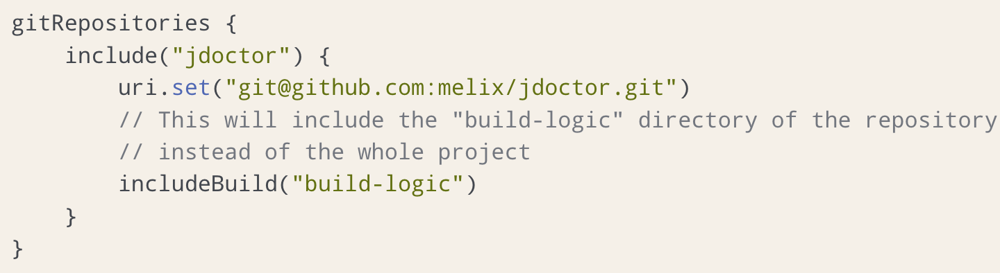 gitRepositories {
    include("jdoctor") {
        uri.set("git@github.com:melix/jdoctor.git")
        // This will include the "build-logic" directory of the repository
        // instead of the whole project
        includeBuild("build-logic")
    }
}